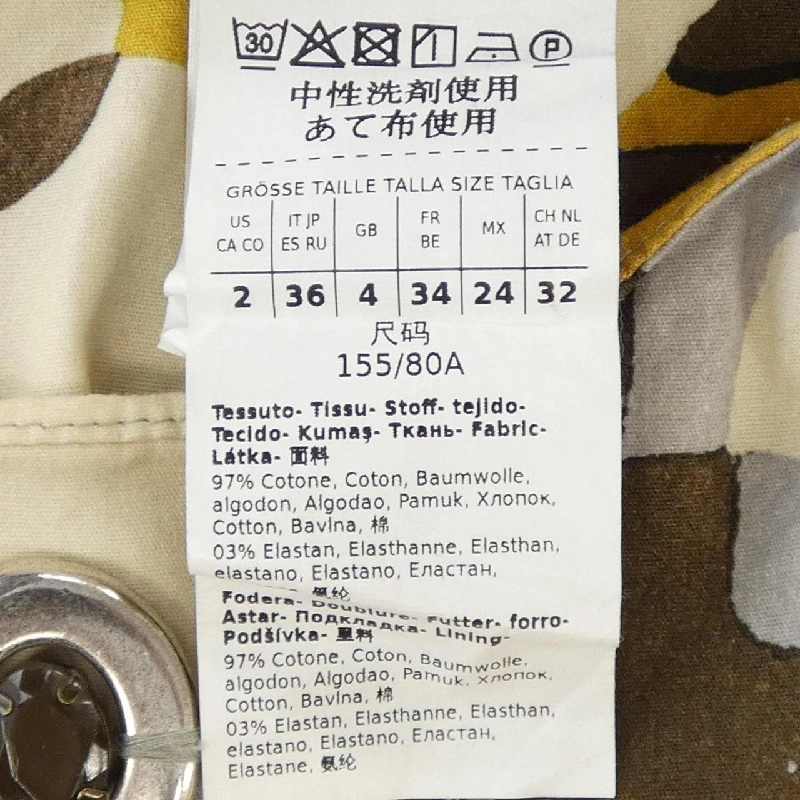 30 P
中性洗剤使用
あて布使用
GRÖSSE TAILLE TALLA SIZE TAGLIA
US IT JP GB FR MX CH NL
CA CO ES RU BE AT DE
2 36 4 34 24 32
尺码
155/80A
Tessuto- Tissu- Stoff- tejido-
Tecido- Kumaş- Ткань- Fabric-
Látka- 面料
97% Cotone, Coton, Baumwolle,
algodon, Algodao, Pamuk, Хлопок,
Cotton, Bavlna, 棉
03% Elastan, Elasthanne, Elasthan,
elastano, Elastano, Еластан,
氨纶
Fodera- Doublure- Futter- forro-
Astar- Подкладка- Lining-
Podšívka- 里料
97% Cotone, Coton, Baumwolle,
algodon, Algodao, Pamuk, Хлопок,
Cotton, Bavlna, 棉
03% Elastan, Elasthanne, Elasthan,
elastano, Elastano, Еластан,
Elastane, 氨纶